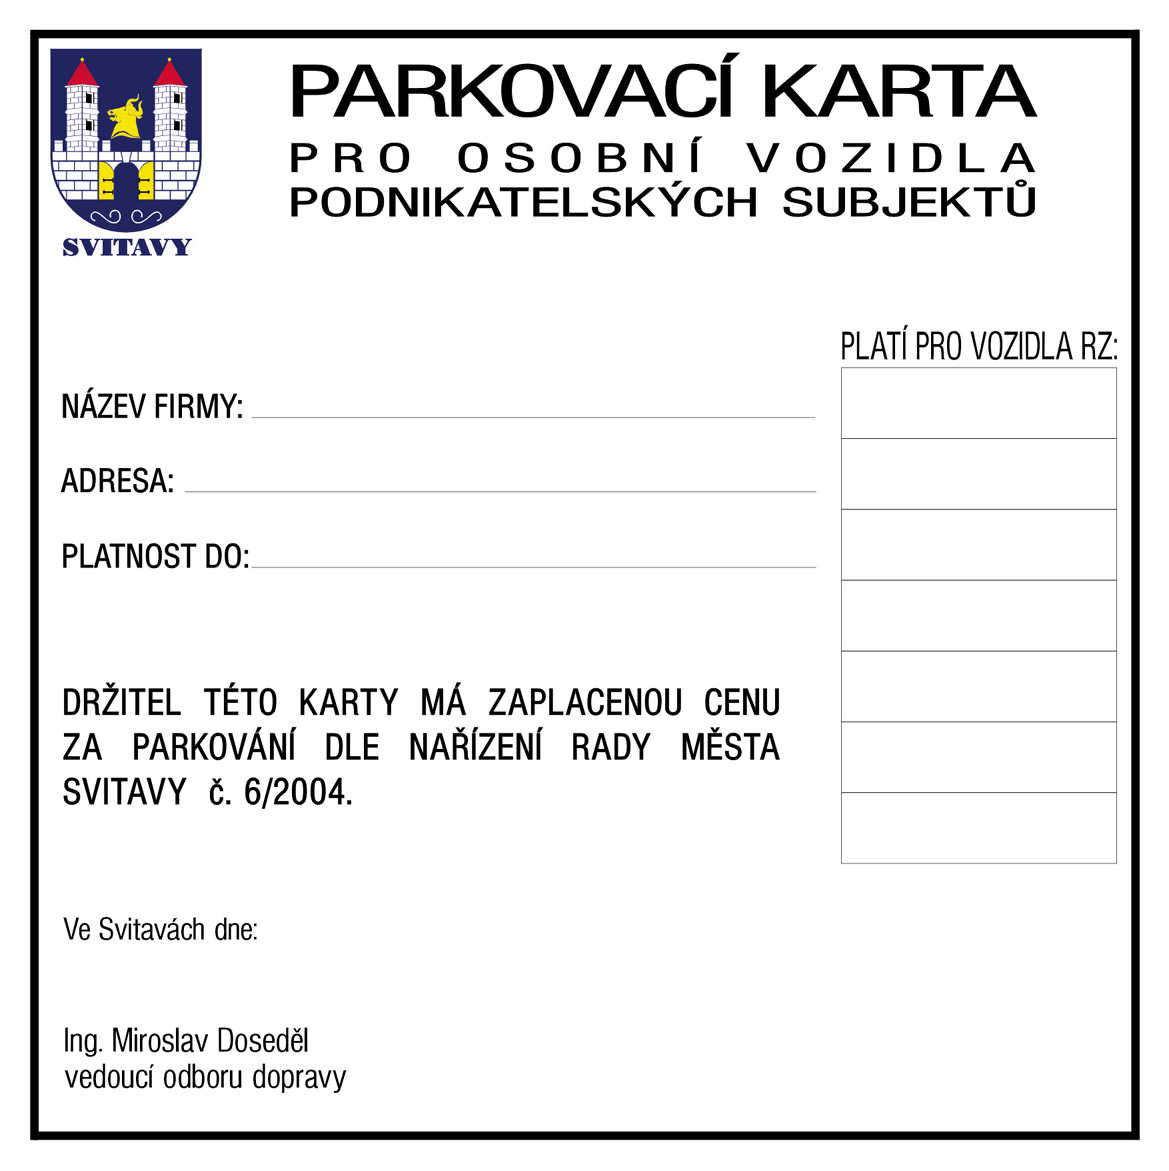 SVITAVY
PARKOVACÍ KARTA
PRO OSOBNÍ VOZIDLA
PODNIKATELSKÝCH SUBJEKTŮ
PLATÍ PRO VOZIDLA RZ:
NÁZEV FIRMY:
ADRESA:
PLATNOST DO:
DRŽITEL TÉTO KARTY MÁ ZAPLACENOU CENU
ZA PARKOVÁNÍ DLE NAŘÍZENÍ RADY MĚSTA
SVITAVY č. 6/2004.
Ve Svitavách dne:
Ing. Miroslav Doseděl
vedoucí odboru dopravy